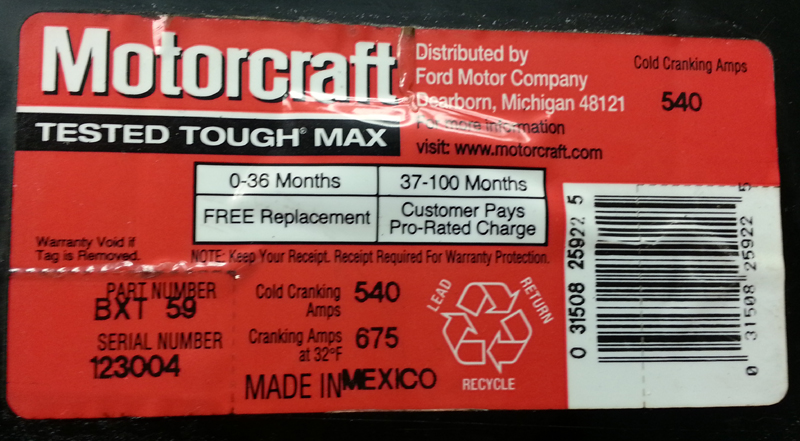 Motorcraft
TESTED TOUGH® MAX
Distributed by
Ford Motor Company
Dearborn, Michigan 48121
For more information
visit: www.motorcraft.com
Cold Cranking Amps
540
0-36 Months
37-100 Months
FREE Replacement
Customer Pays
Pro-Rated Charge
Warranty Void if
Tag is Removed.
NOTE: Keep Your Receipt. Receipt Required For Warranty Protection.
PART NUMBER
BXT 59
SERIAL NUMBER
123004
Cold Cranking
Amps
540
Cranking Amps
at 32°F
675
MADE IN MEXICO
LEAD
RETURN
RECYCLE
0 31508 25922 5
0 31508 25922 5